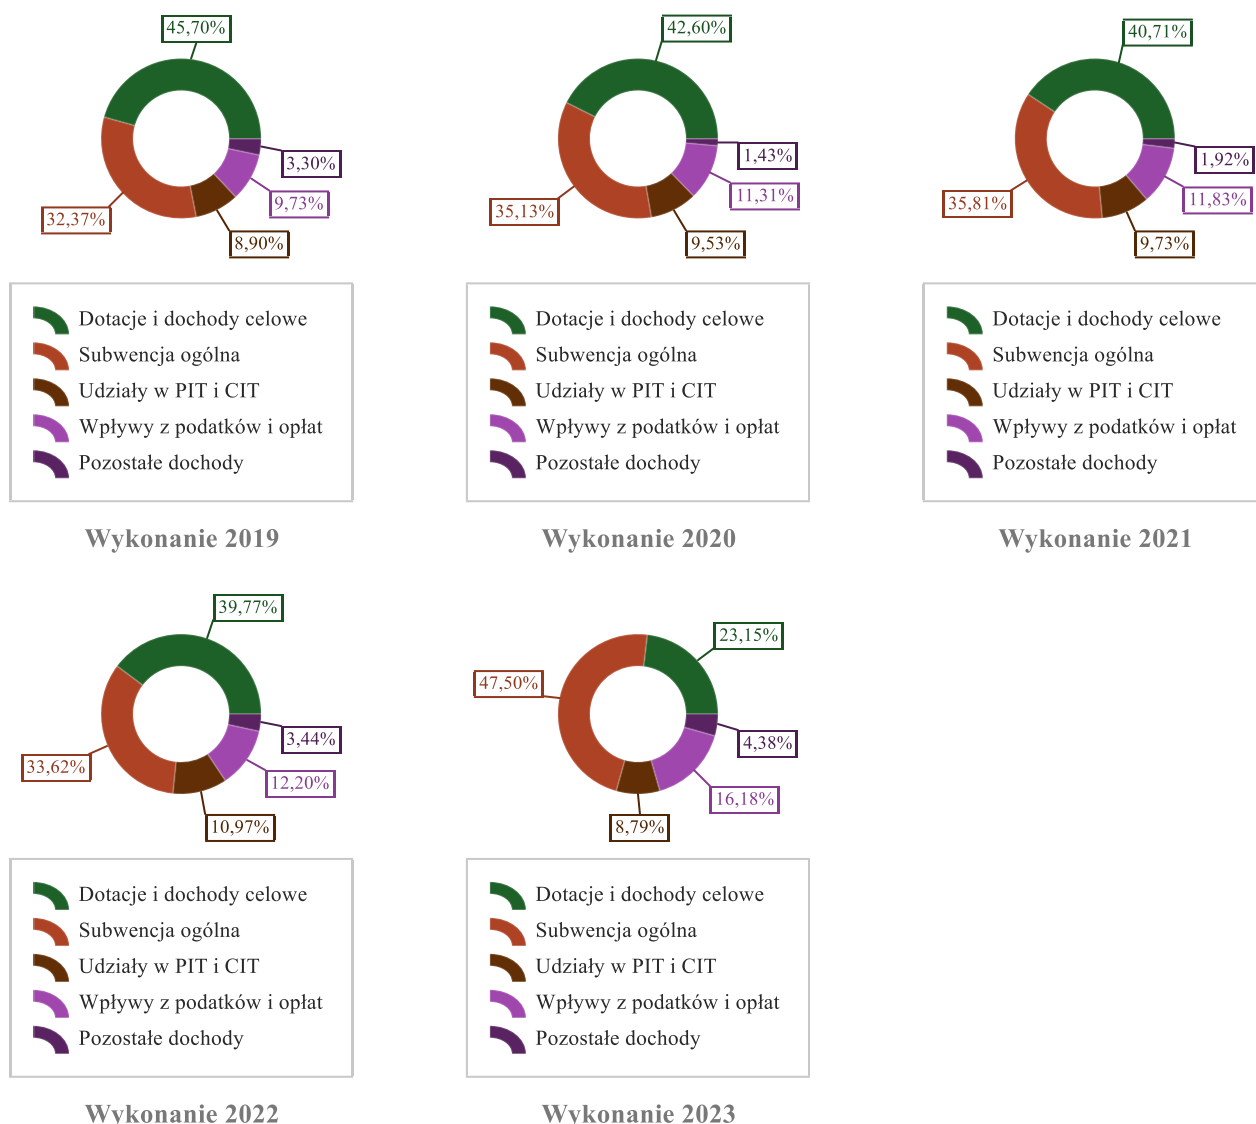 45,70%
3,30%
9,73%
32,37%
8,90%
Dotacje i dochody celowe
Subwencja ogólna
Udziały w PIT i CIT
Wpływy z podatków i opłat
Pozostałe dochody
Wykonanie 2019
42,60%
1,43%
11,31%
35,13%
9,53%
Dotacje i dochody celowe
Subwencja ogólna
Udziały w PIT i CIT
Wpływy z podatków i opłat
Pozostałe dochody
Wykonanie 2020
40,71%
1,92%
11,83%
35,81%
9,73%
Dotacje i dochody celowe
Subwencja ogólna
Udziały w PIT i CIT
Wpływy z podatków i opłat
Pozostałe dochody
Wykonanie 2021
39,77%
3,44%
33,62%
12,20%
10,97%
Dotacje i dochody celowe
Subwencja ogólna
Udziały w PIT i CIT
Wpływy z podatków i opłat
Pozostałe dochody
Wykonanie 2022
23,15%
47,50%
4,38%
16,18%
8,79%
Dotacje i dochody celowe
Subwencja ogólna
Udziały w PIT i CIT
Wpływy z podatków i opłat
Pozostałe dochody
Wykonanie 2023